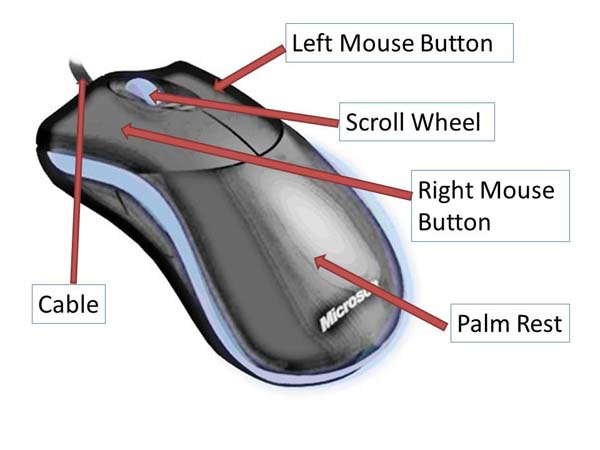 Left Mouse Button
Scroll Wheel
Right Mouse
Button
Cable
Palm Rest
Microsoft